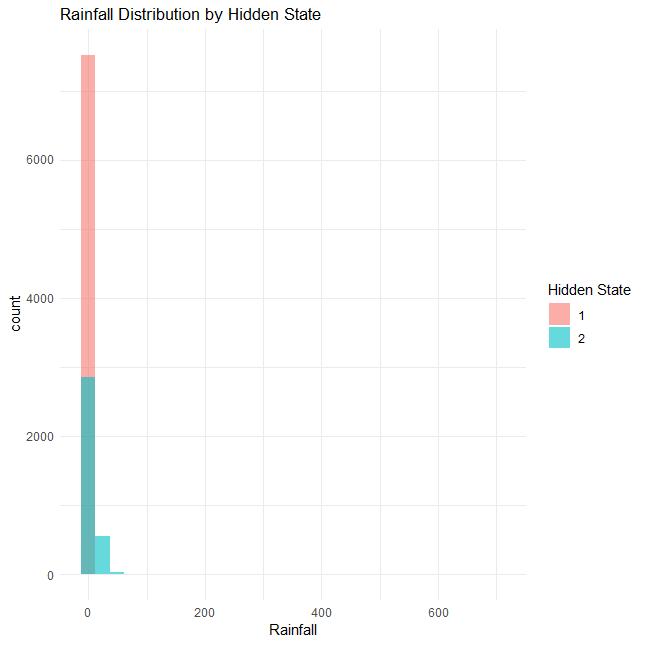 Rainfall Distribution by Hidden State
6000
4000
2000
0
count
0 200 400 600
Rainfall
Hidden State
1
2